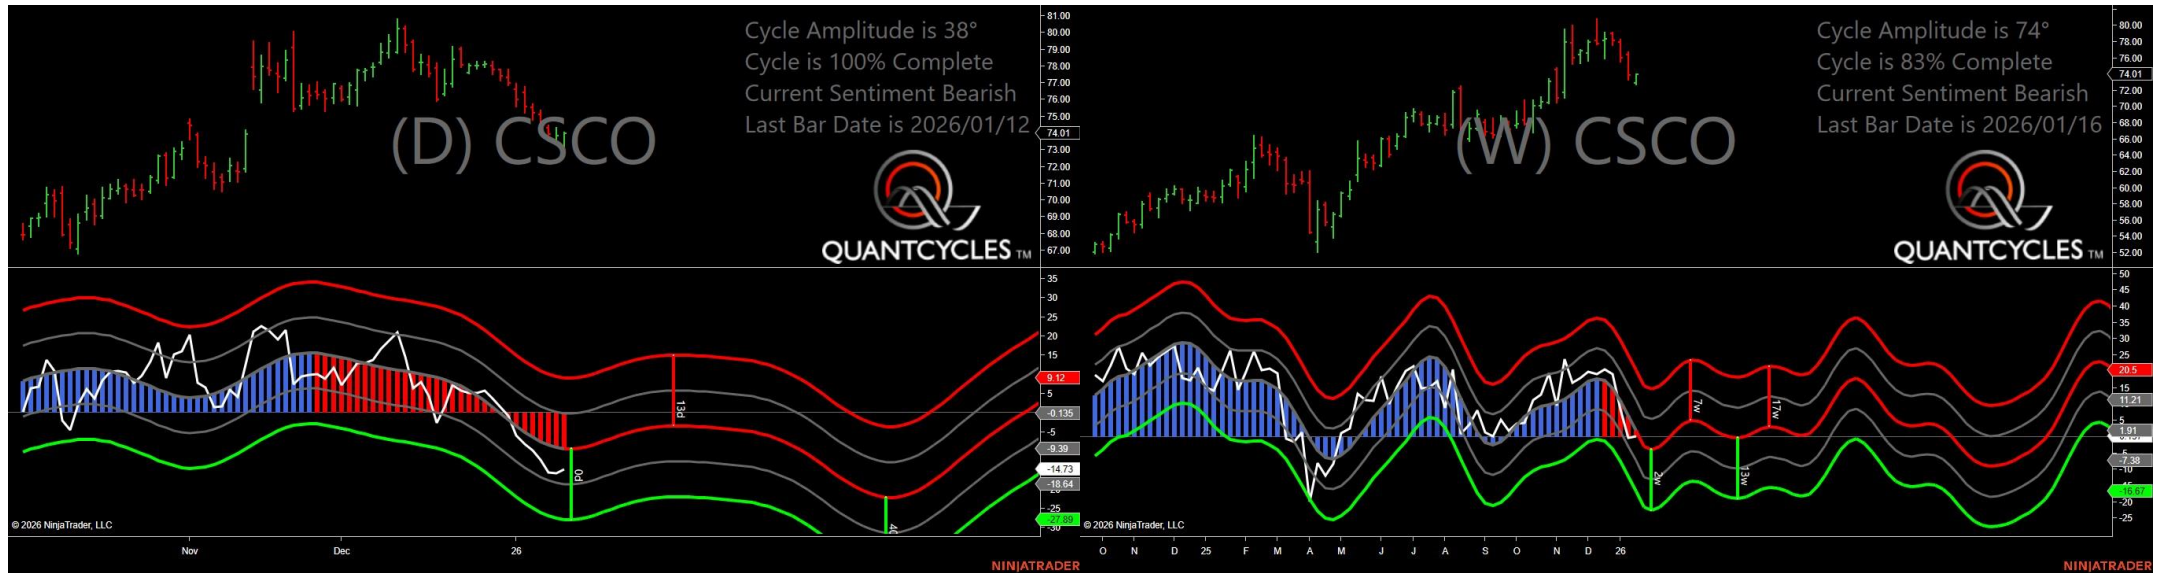 Cycle Amplitude is 38°
Cycle is 100% Complete
Current Sentiment Bearish
Last Bar Date is 2026/01/12
(D) CSCO
QUANTCYCLES TM
81.00
80.00
79.00
78.00
77.00
76.00
75.00
74.01
73.00
72.00
71.00
70.00
69.00
68.00
67.00
35
30
25
20
15
9.12
5
-0.135
-5
-9.39
-14.73
-18.64
-25
-27.89
-30
13d
0d
© 2026 NinjaTrader, LLC
Nov
Dec
26
NINJATRADER
Cycle Amplitude is 74°
Cycle is 83% Complete
Current Sentiment Bearish
Last Bar Date is 2026/01/16
(W) CSCO
QUANTCYCLES TM
80.00
78.00
76.00
74.01
72.00
70.00
68.00
66.00
64.00
62.00
60.00
58.00
56.00
54.00
52.00
50
45
40
35
30
25
20.5
15
11.21
5
1.91
-7.38
-10
-16.67
-20
-25
7w
17w
2w
13w
© 2026 NinjaTrader, LLC
O N D 25 F M A M J J A S O N D 26
NINJATRADER